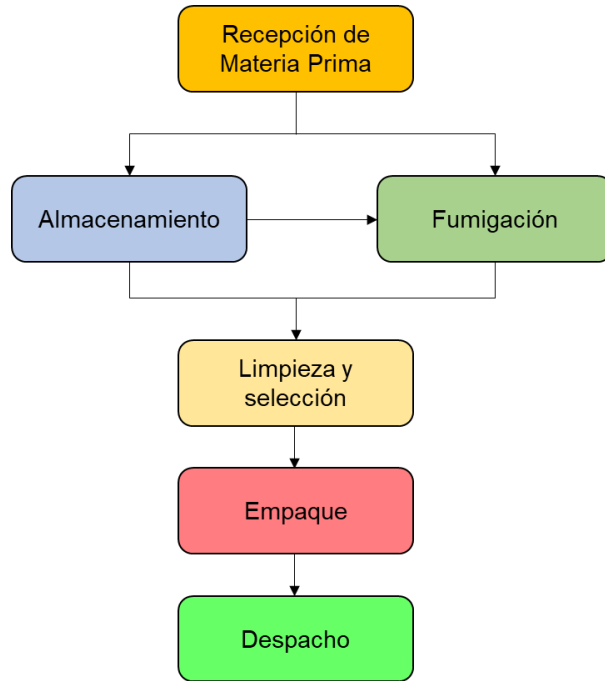 Recepción de
Materia Prima
Almacenamiento
Fumigación
Limpieza y
selección
Empaque
Despacho